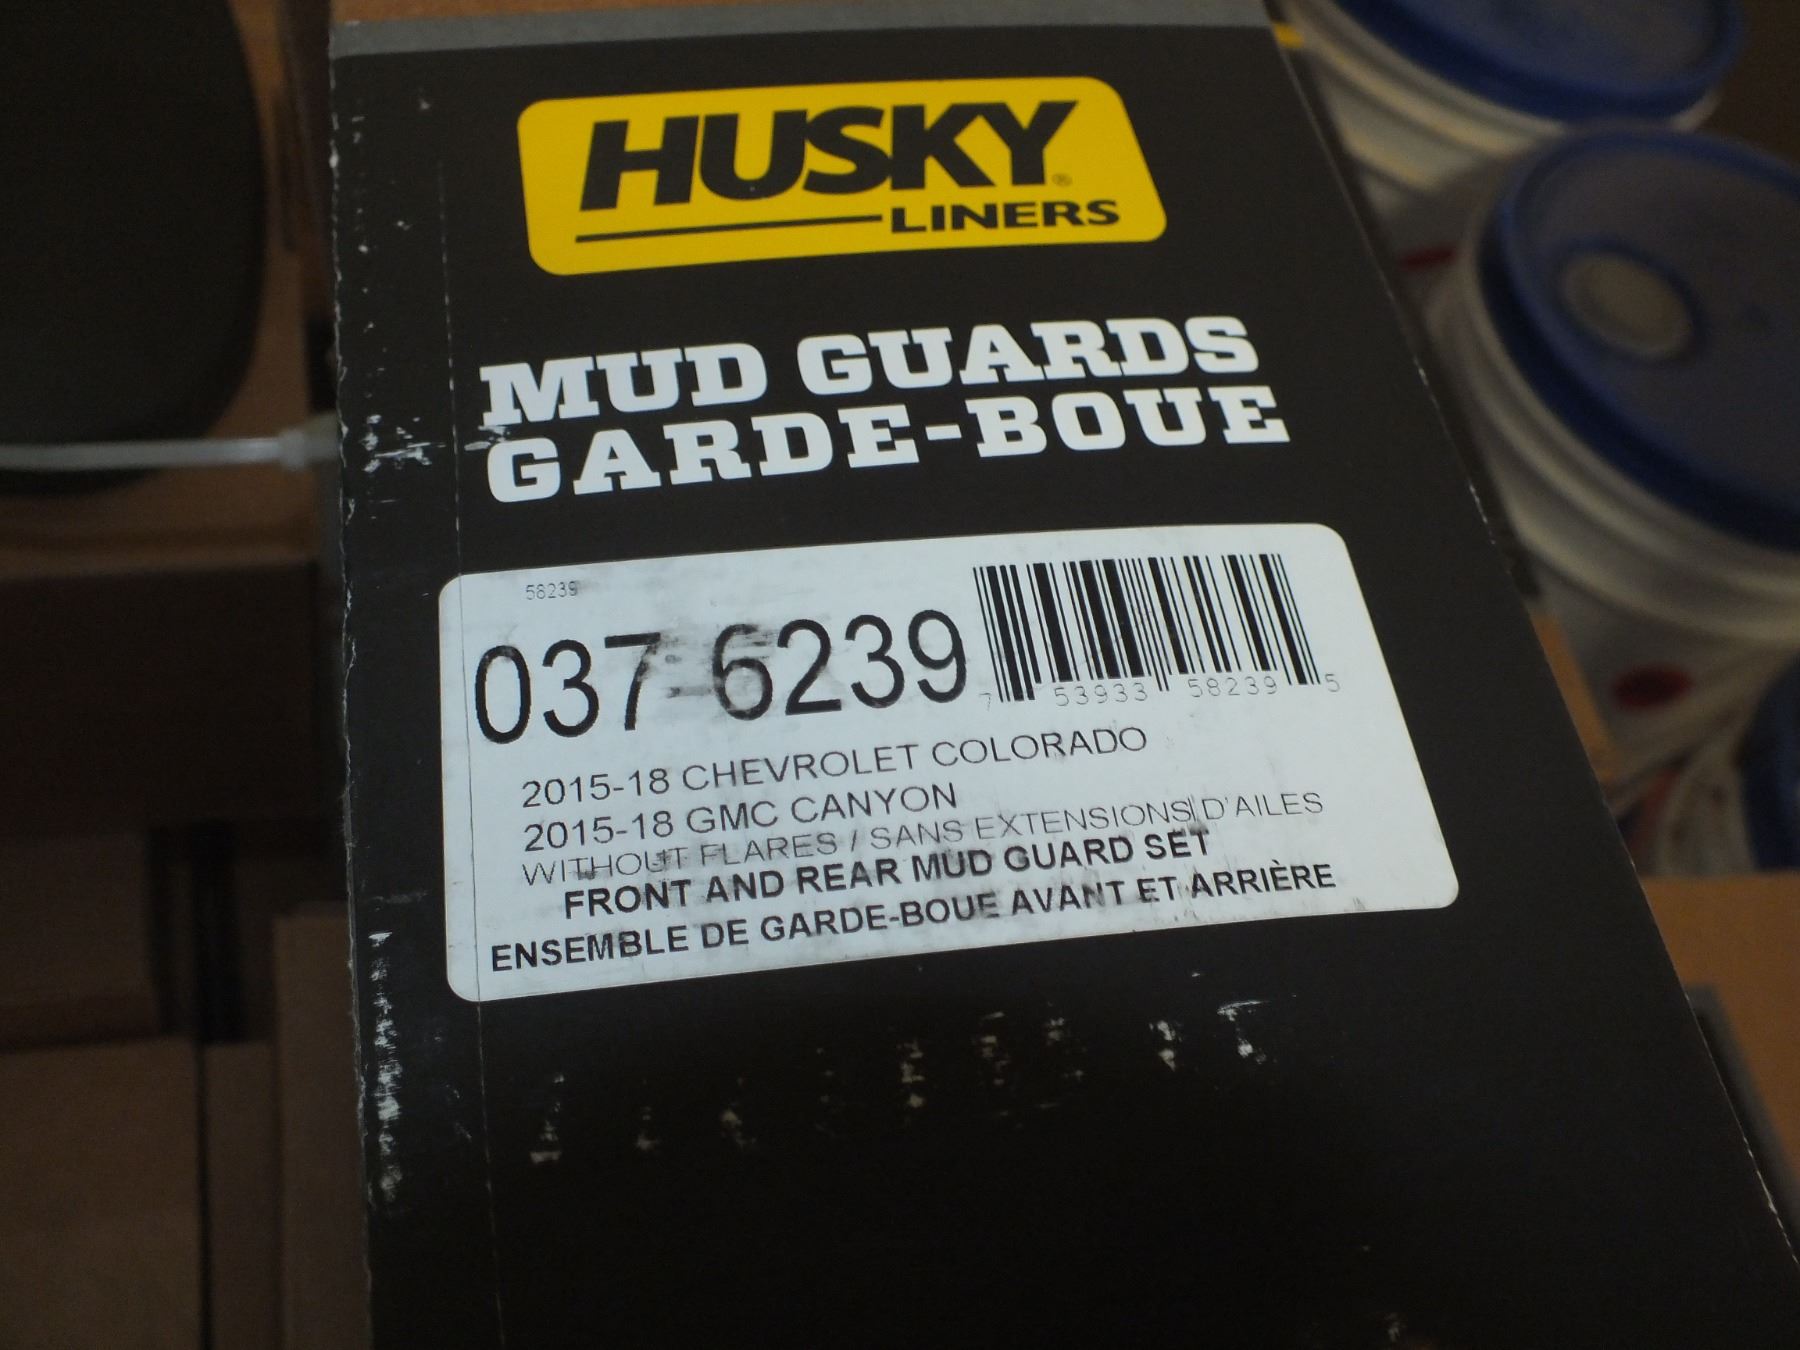 HUSKY®
LINERS
MUD GUARDS
GARDE-BOUE
58239
037-6239
7 53933 58239 5
2015-18 CHEVROLET COLORADO
2015-18 GMC CANYON
WITHOUT FLARES / SANS EXTENSIONS D'AILES
FRONT AND REAR MUD GUARD SET
ENSEMBLE DE GARDE-BOUE AVANT ET ARRIÈRE